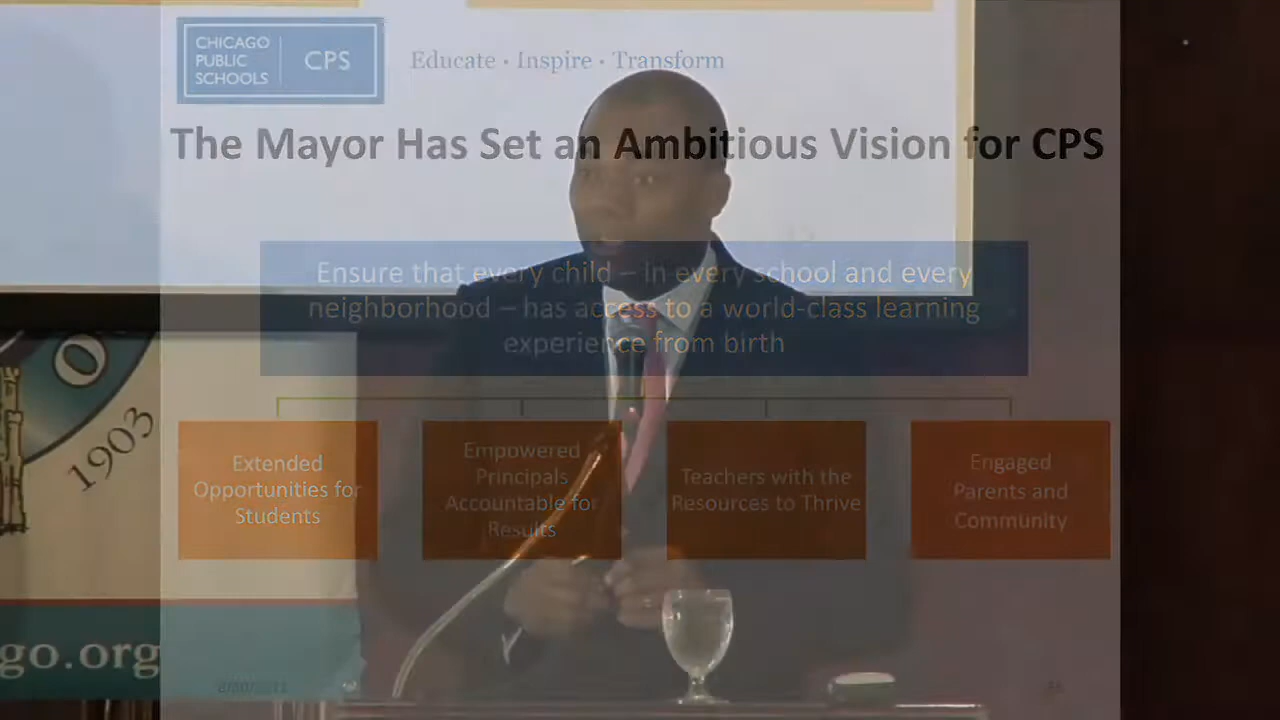 CHICAGO
PUBLIC
SCHOOLS
CPS
Educate · Inspire · Transform
The Mayor Has Set an Ambitious Vision for CPS
Ensure that every child – in every school and every
neighborhood – has access to a world-class learning
experience from birth
Extended
Opportunities for
Students
Empowered
Principals
Accountable for
Results
Teachers with the
Resources to Thrive
Engaged
Parents and
Community
O
1903
go.org